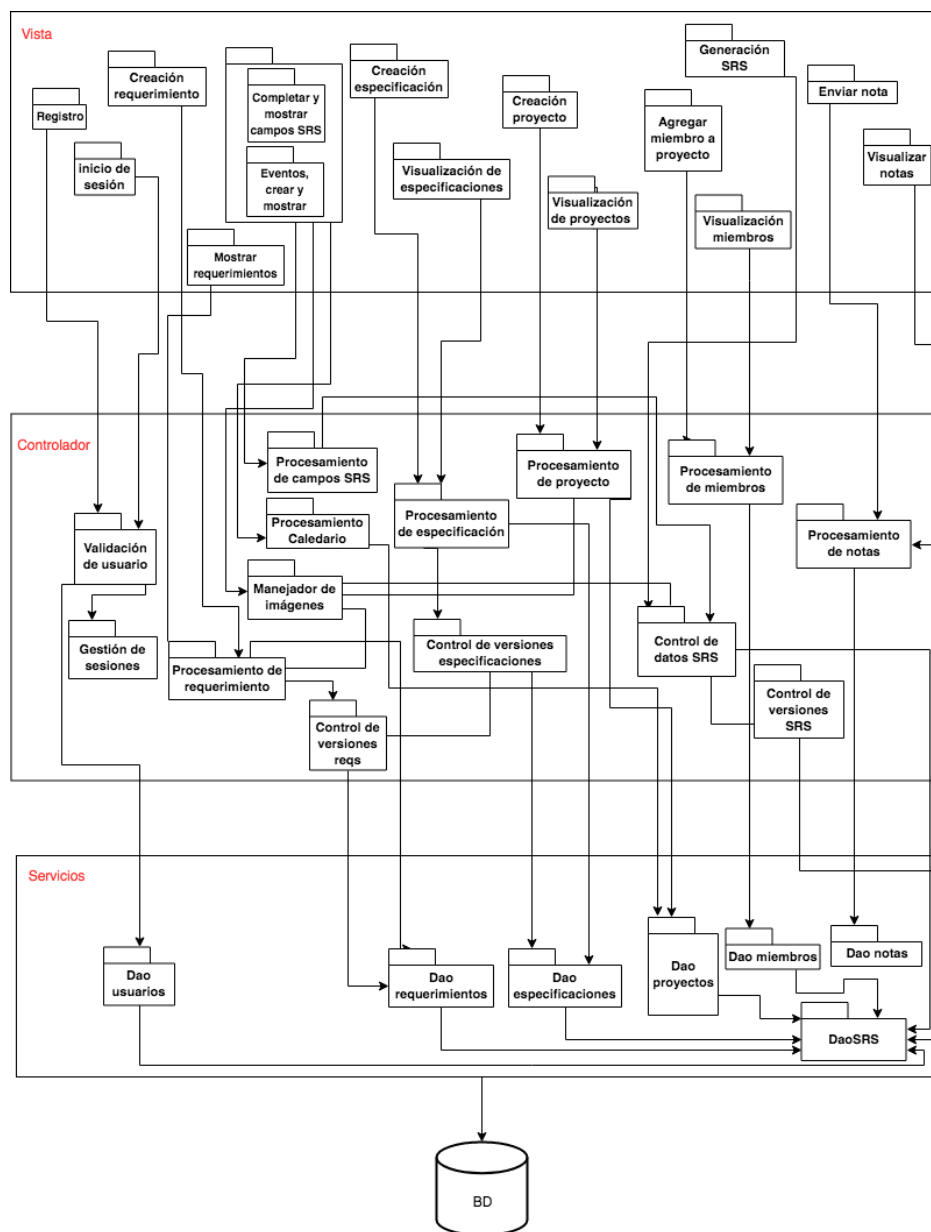 Vista
Registro
Creación
requerimiento
inicio de
sesión
Completar y
mostrar
campos SRS
Eventos,
crear y
mostrar
Mostrar
requerimientos
Creación
especificación
Visualización de
especificaciones
Creación
proyecto
Visualización
de proyectos
Generación
SRS
Agregar
miembro a
proyecto
Visualización
miembros
Enviar nota
Visualizar
notas
Controlador
Procesamiento
de campos SRS
Procesamiento
Caledario
Manejador de
imágenes
Validación
de usuario
Gestión de
sesiones
Procesamiento de
requerimiento
Control de
versiones
reqs
Procesamiento
de especificación
Control de versiones
especificaciones
Procesamiento
de proyecto
Procesamiento
de miembros
Procesamiento
de notas
Control de
datos SRS
Control de
versiones
SRS
Servicios
Dao
usuarios
Dao
requerimientos
Dao
especificaciones
Dao
proyectos
Dao miembros
Dao notas
DaoSRS
BD